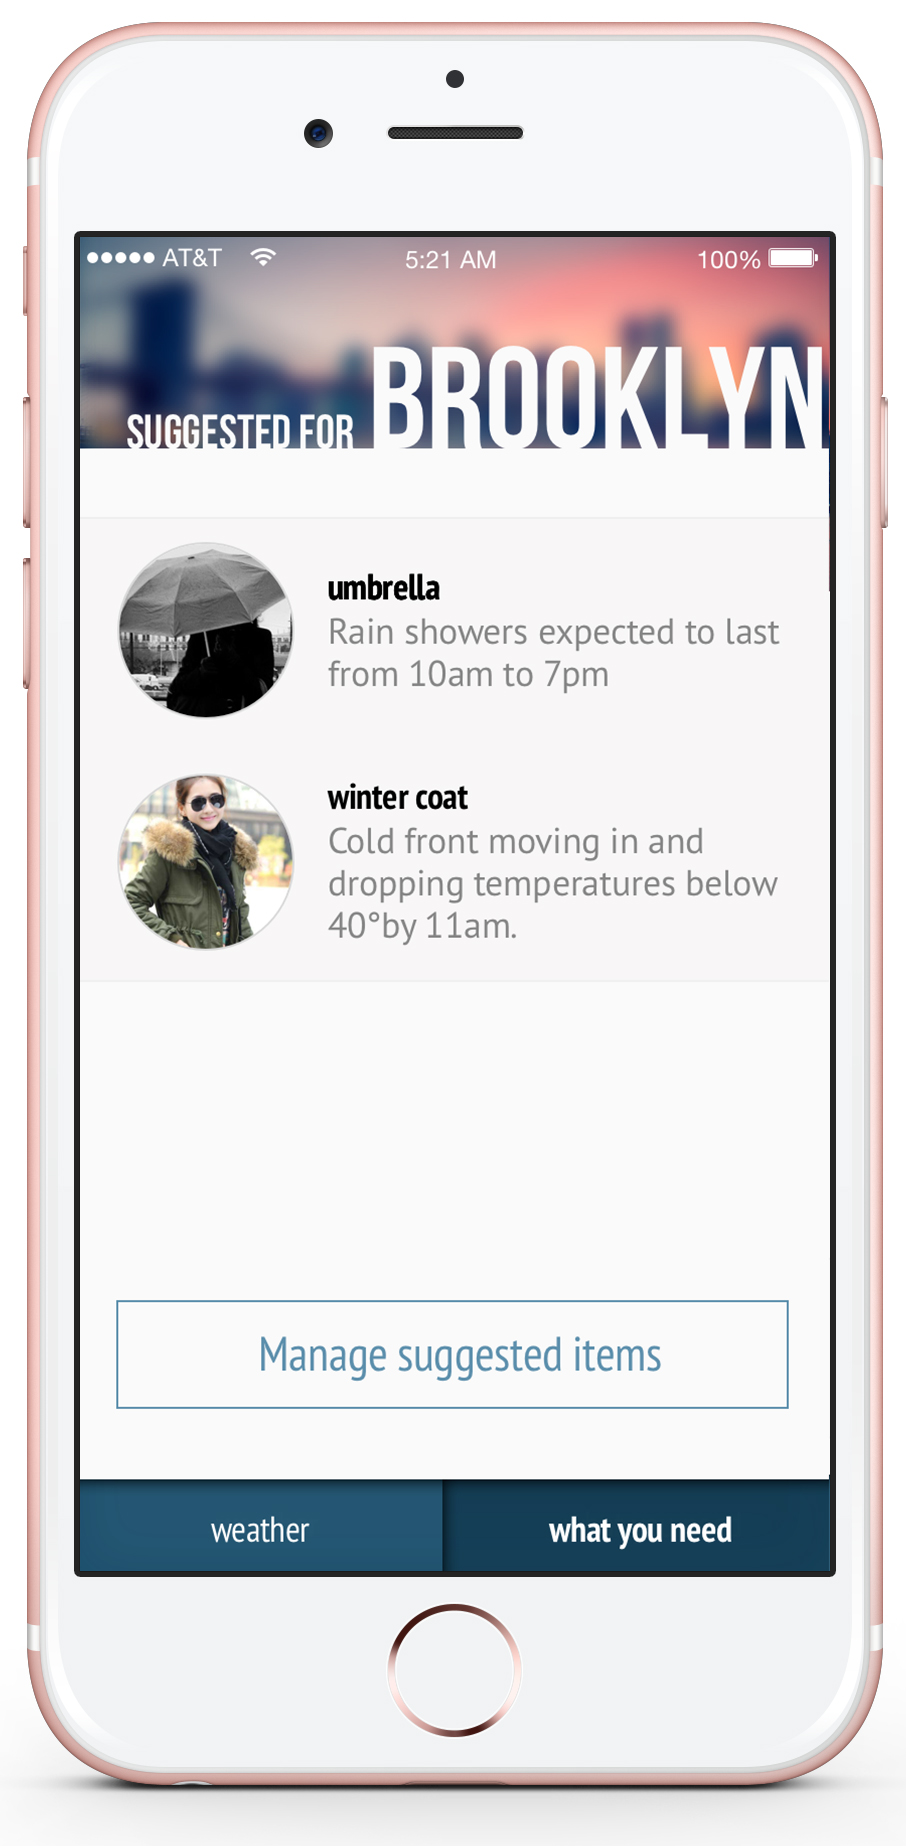 AT&T 5:21 AM 100%
SUGGESTED FOR BROOKLYN
umbrella
Rain showers expected to last
from 10am to 7pm
winter coat
Cold front moving in and
dropping temperatures below
40°by 11am.
Manage suggested items
weather what you need